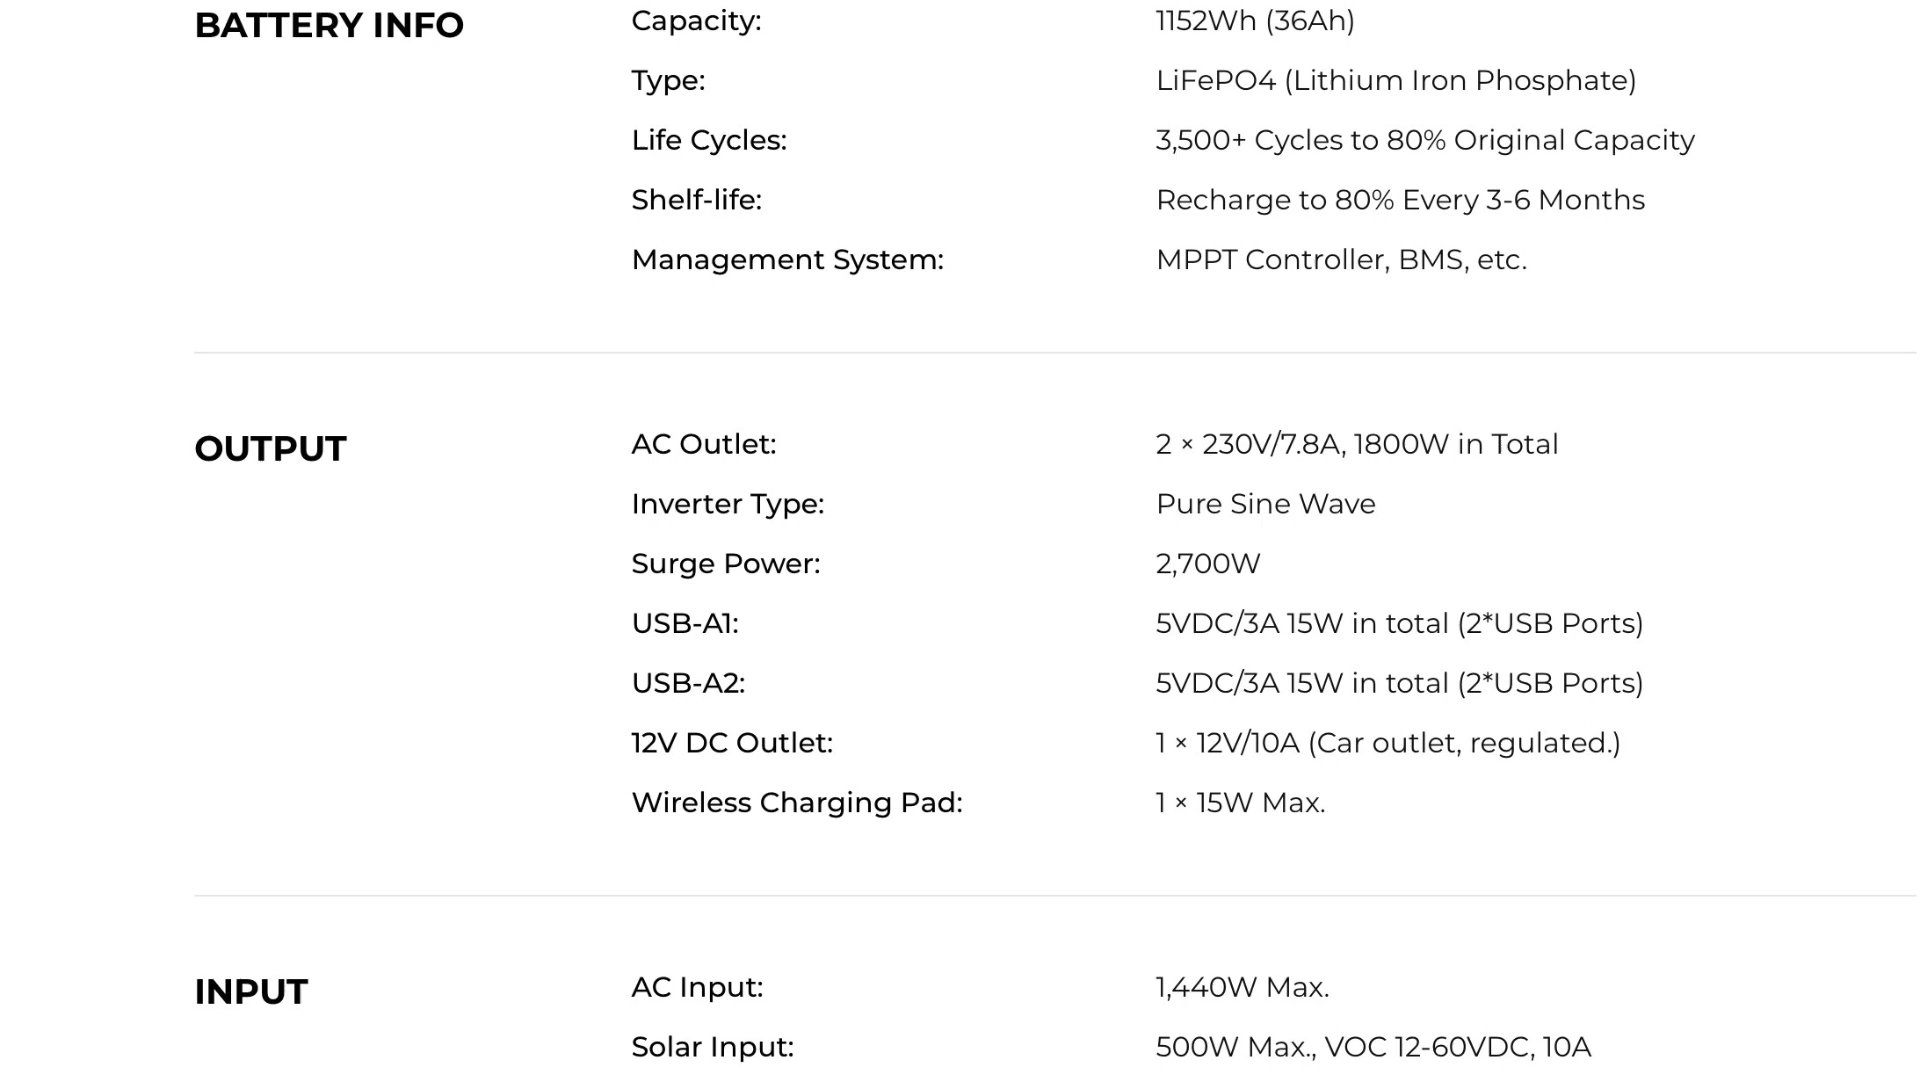 BATTERY INFO
Capacity: 1152Wh (36Ah)
Type: LiFePO4 (Lithium Iron Phosphate)
Life Cycles: 3,500+ Cycles to 80% Original Capacity
Shelf-life: Recharge to 80% Every 3-6 Months
Management System: MPPT Controller, BMS, etc.
OUTPUT
AC Outlet: 2 × 230V/7.8A, 1800W in Total
Inverter Type: Pure Sine Wave
Surge Power: 2,700W
USB-A1: 5VDC/3A 15W in total (2*USB Ports)
USB-A2: 5VDC/3A 15W in total (2*USB Ports)
12V DC Outlet: 1 × 12V/10A (Car outlet, regulated.)
Wireless Charging Pad: 1 × 15W Max.
INPUT
AC Input: 1,440W Max.
Solar Input: 500W Max., VOC 12-60VDC, 10A